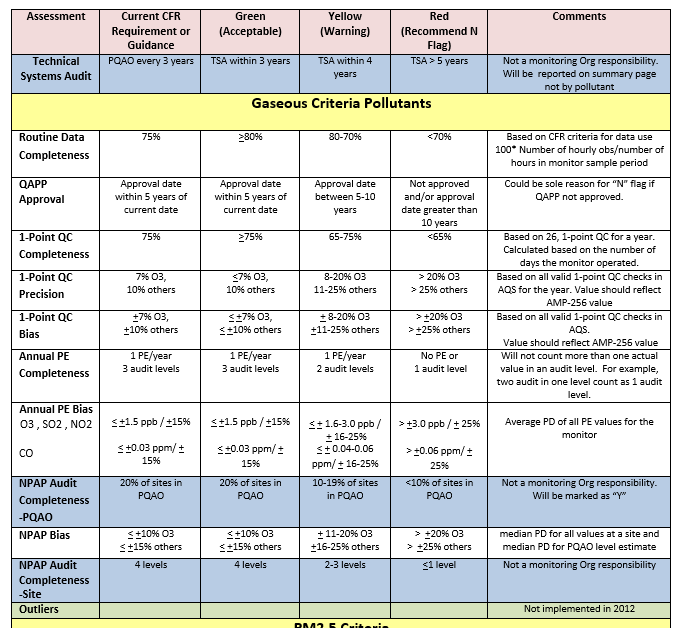 Assessment | Current CFR Requirement or Guidance | Green (Acceptable) | Yellow (Warning) | Red (Recommend N Flag) | Comments
Technical Systems Audit | PQAO every 3 years | TSA within 3 years | TSA within 4 years | TSA > 5 years | Not a monitoring Org responsibility. Will be reported on summary page not by pollutant
Gaseous Criteria Pollutants
Routine Data Completeness | 75% | ≥80% | 80-70% | <70% | Based on CFR criteria for data use 100* Number of hourly obs/number of hours in monitor sample period
QAPP Approval | Approval date within 5 years of current date | Approval date within 5 years of current date | Approval date between 5-10 years | Not approved and/or approval date greater than 10 years | Could be sole reason for “N” flag if QAPP not approved.
1-Point QC Completeness | 75% | ≥75% | 65-75% | <65% | Based on 26, 1-point QC for a year. Calculated based on the number of days the monitor operated.
1-Point QC Precision | 7% O3, 10% others | ≤7% O3, 10% others | 8-20% O3 11-25% others | > 20% O3 > 25% others | Based on all valid 1-point QC checks in AQS for the year. Value should reflect AMP-256 value
1-Point QC Bias | ±7% O3, ±10% others | ≤ ±7% O3, ≤ ±10% others | ± 8-20% O3 ±11-25% others | > ±20% O3 > ±25% others | Based on all valid 1-point QC checks in AQS. Value should reflect AMP-256 value
Annual PE Completeness | 1 PE/year 3 audit levels | 1 PE/year 3 audit levels | 1 PE/year 2 audit levels | No PE or 1 audit level | Will not count more than one actual value in an audit level. For example, two audit in one level count as 1 audit level.
Annual PE Bias
O3 , SO2 , NO2 | ≤ ±1.5 ppb / ±15% | ≤ ±1.5 ppb / ±15% | ≤ ± 1.6-3.0 ppb / ± 16-25% | > ±3.0 ppb / ± 25% | Average PD of all PE values for the monitor
CO | ≤ ±0.03 ppm/ ± 15% | ≤ ±0.03 ppm/ ± 15% | ≤ ± 0.04-0.06 ppm/ ± 16-25% | > ±0.06 ppm/ ± 25%
NPAP Audit Completeness -PQAO | 20% of sites in PQAO | 20% of sites in PQAO | 10-19% of sites in PQAO | <10% of sites in PQAO | Not a monitoring Org responsibility. Will be marked as “Y”
NPAP Bias | ≤ ±10% O3 ≤ ±15% others | ≤ ±10% O3 ≤ ±15% others | ± 11-20% O3 ±16-25% others | > ±20% O3 > ±25% others | median PD for all values at a site and median PD for PQAO level estimate
NPAP Audit Completeness -Site | 4 levels | 4 levels | 2-3 levels | ≤1 level | Not a monitoring Org responsibility
Outliers | Not implemented in 2012
PM2.5 Criteria